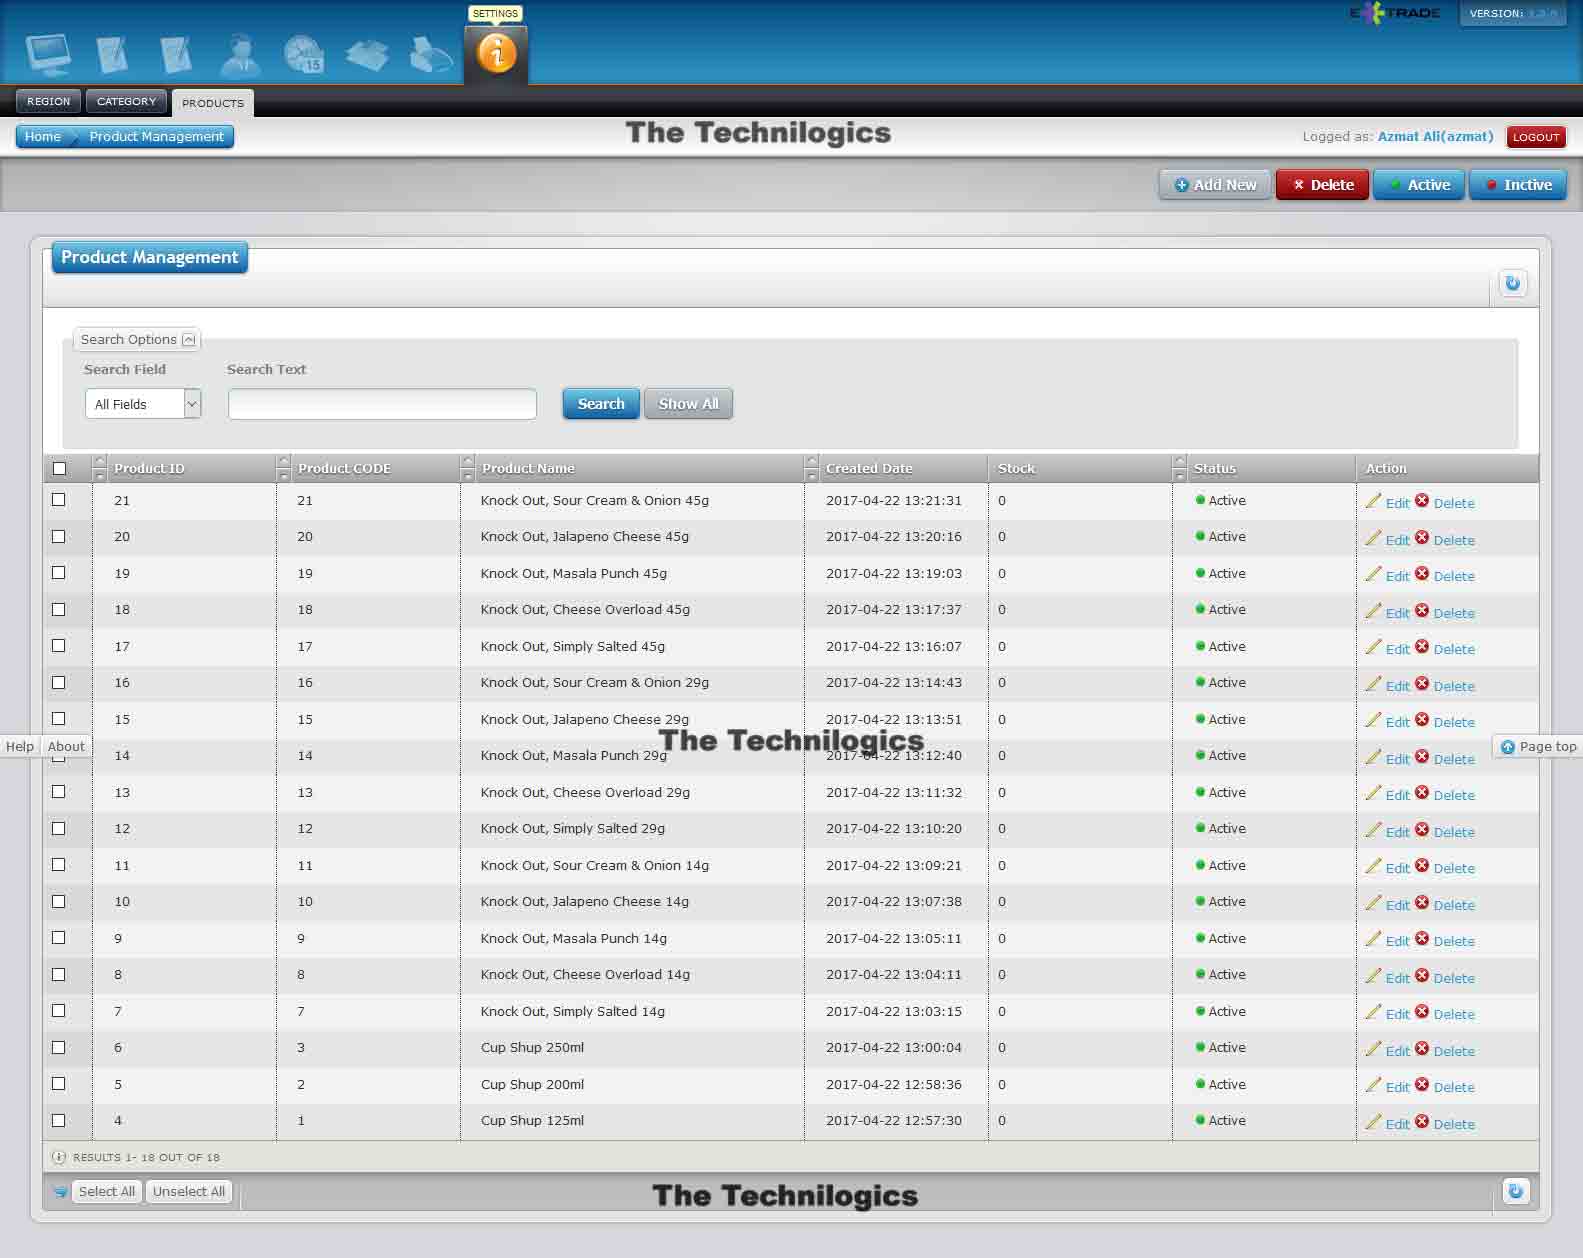 SETTINGS
E TRADE
VERSION:
15
REGION CATEGORY PRODUCTS
Home Product Management
The Technilogics
Logged as: Azmat Ali(azmat) LOGOUT
Add New Delete Active Inctive
Product Management
Search Options
Search Field Search Text
All Fields Search Show All
Product ID Product CODE Product Name Created Date Stock Status Action
21 21 Knock Out, Sour Cream & Onion 45g 2017-04-22 13:21:31 0 Active Edit Delete
20 20 Knock Out, Jalapeno Cheese 45g 2017-04-22 13:20:16 0 Active Edit Delete
19 19 Knock Out, Masala Punch 45g 2017-04-22 13:19:03 0 Active Edit Delete
18 18 Knock Out, Cheese Overload 45g 2017-04-22 13:17:37 0 Active Edit Delete
17 17 Knock Out, Simply Salted 45g 2017-04-22 13:16:07 0 Active Edit Delete
16 16 Knock Out, Sour Cream & Onion 29g 2017-04-22 13:14:43 0 Active Edit Delete
15 15 Knock Out, Jalapeno Cheese 29g 2017-04-22 13:13:51 0 Active Edit Delete
The Technilogics
Help About
Page top
14 14 Knock Out, Masala Punch 29g 2017-04-22 13:12:40 0 Active Edit Delete
13 13 Knock Out, Cheese Overload 29g 2017-04-22 13:11:32 0 Active Edit Delete
12 12 Knock Out, Simply Salted 29g 2017-04-22 13:10:20 0 Active Edit Delete
11 11 Knock Out, Sour Cream & Onion 14g 2017-04-22 13:09:21 0 Active Edit Delete
10 10 Knock Out, Jalapeno Cheese 14g 2017-04-22 13:07:38 0 Active Edit Delete
9 9 Knock Out, Masala Punch 14g 2017-04-22 13:05:11 0 Active Edit Delete
8 8 Knock Out, Cheese Overload 14g 2017-04-22 13:04:11 0 Active Edit Delete
7 7 Knock Out, Simply Salted 14g 2017-04-22 13:03:15 0 Active Edit Delete
6 3 Cup Shup 250ml 2017-04-22 13:00:04 0 Active Edit Delete
5 2 Cup Shup 200ml 2017-04-22 12:58:36 0 Active Edit Delete
4 1 Cup Shup 125ml 2017-04-22 12:57:30 0 Active Edit Delete
RESULTS 1- 18 OUT OF 18
Select All Unselect All
The Technilogics